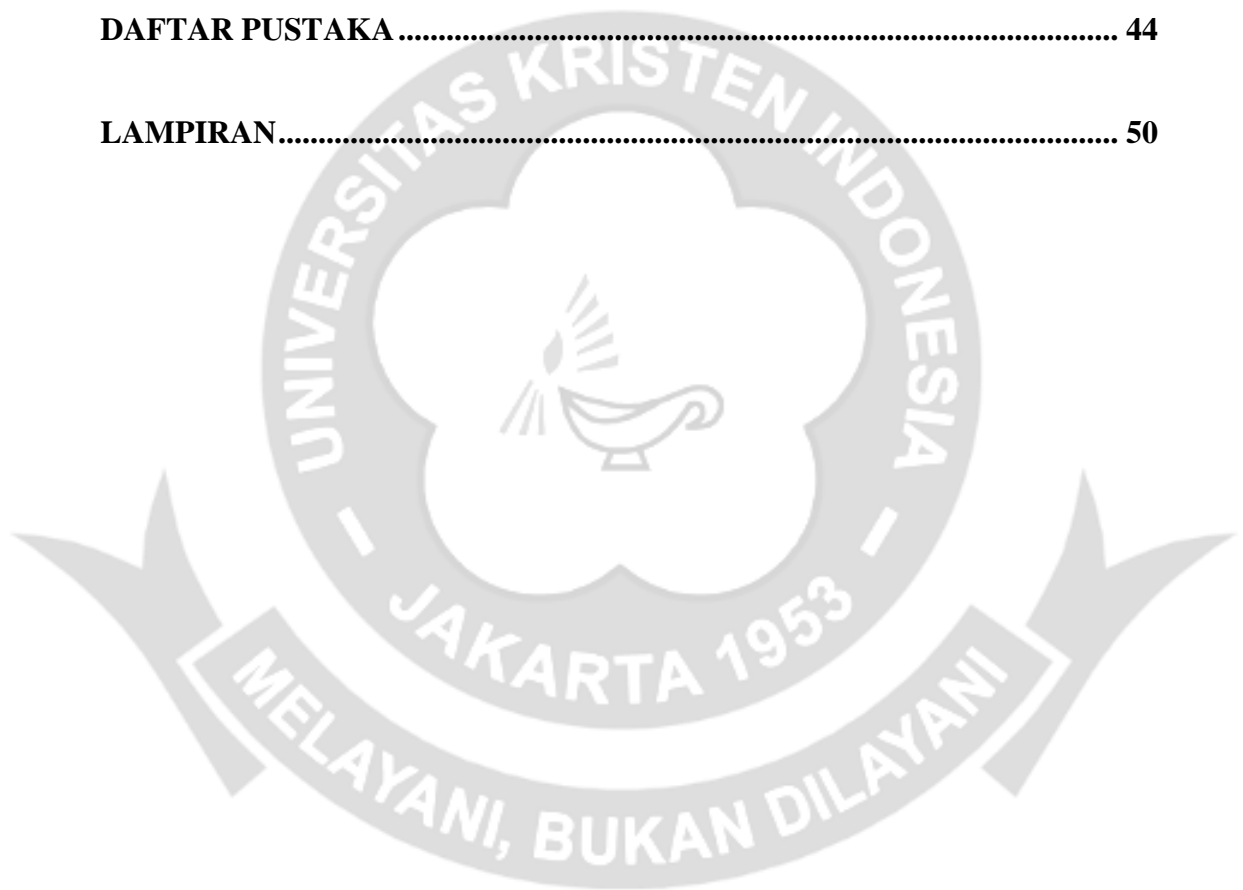 DAFTAR PUSTAKA.......................................................................................... 44
LAMPIRAN......................................................................................................... 50
UNIVERSITAS KRISTEN INDONESIA
- JAKARTA 1953 -
MELAYANI, BUKAN DILAYANI